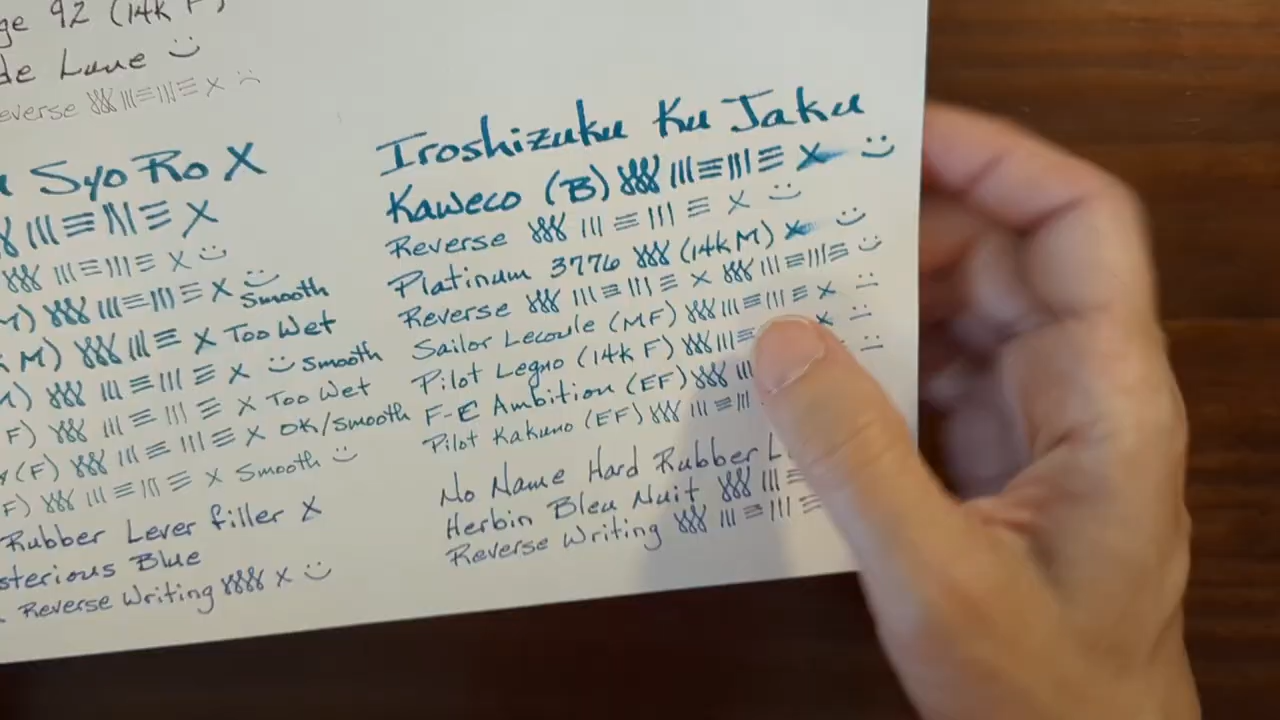 ge 92 (14k F)
de Lune
everse X
Syo Ro X
X
X
M) X Smooth
M) X Too Wet
X Smooth
F) X Too Wet
(F) X OK/Smooth
F) X Smooth
Rubber Lever filler X
sterious Blue
Reverse Writing X
Iroshizuku Ku Jaku
Kaweco (B) X
Reverse X
Platinum 3776 (14k M) X
Reverse X
Sailor Lecoule (MF) X
Pilot Legno (14k F) X
F-C Ambition (EF)
Pilot Kakuno (EF)
No Name Hard Rubber L
Herbin Bleu Nuit
Reverse Writing